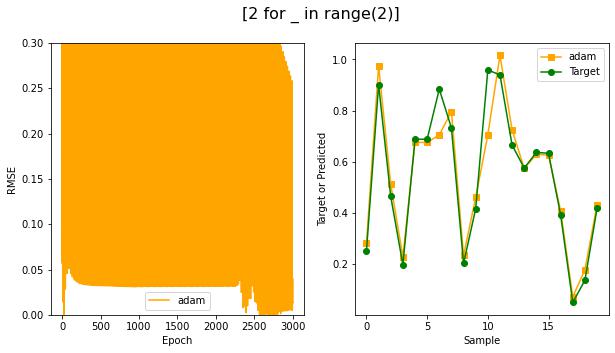 [2 for _ in range(2)]
RMSE
0.30
0.25
0.20
0.15
0.10
0.05
0.00
adam
0
500
1000
1500
2000
2500
3000
Epoch
Target or Predicted
1.0
0.8
0.6
0.4
0.2
adam
Target
0
5
10
15
Sample